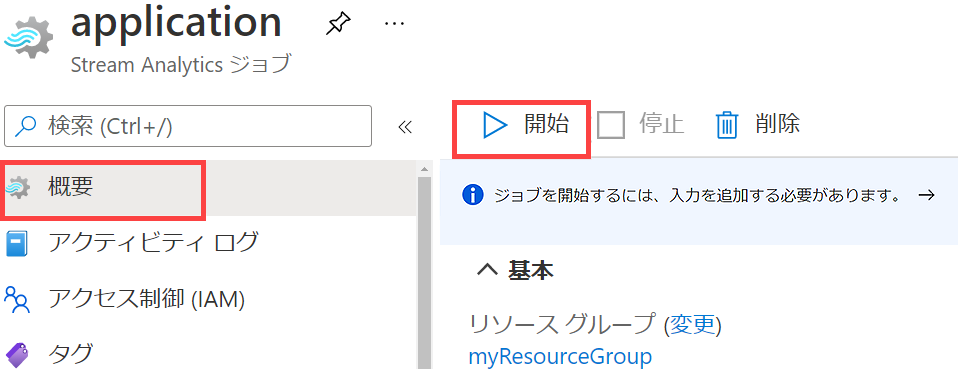 application
Stream Analytics ジョブ
検索 (Ctrl+/)
概要
アクティビティ ログ
アクセス制御 (IAM)
タグ
開始 停止 削除
ジョブを開始するには、入力を追加する必要があります。
基本
リソース グループ (変更)
myResourceGroup